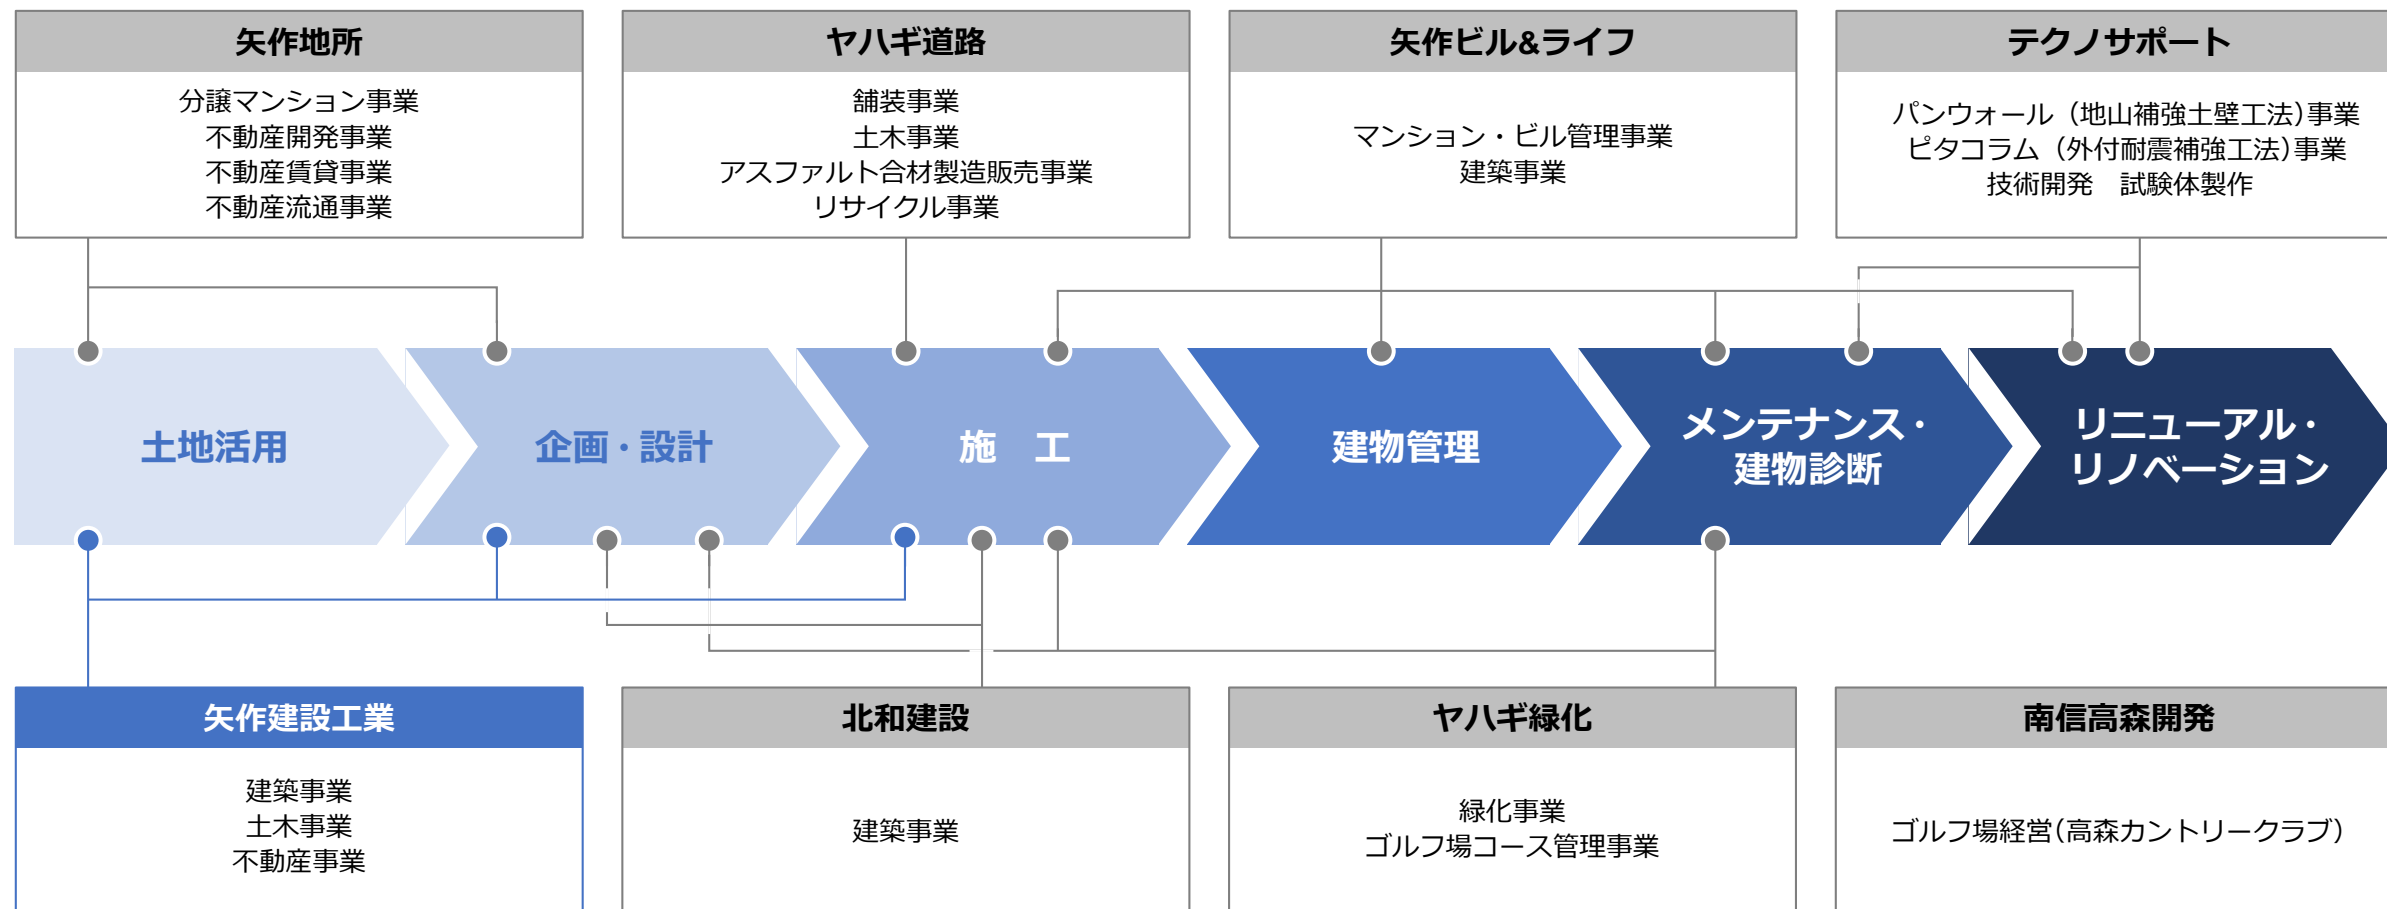 矢作地所
分譲マンション事業
不動産開発事業
不動産賃貸事業
不動産流通事業
ヤハギ道路
舗装事業
土木事業
アスファルト合材製造販売事業
リサイクル事業
矢作ビル&ライフ
マンション・ビル管理事業
建築事業
テクノサポート
パンウォール（地山補強土壁工法）事業
ピタコラム（外付耐震補強工法）事業
技術開発　試験体製作
土地活用
企画・設計
施　工
建物管理
メンテナンス・
建物診断
リニューアル・
リノベーション
矢作建設工業
建築事業
土木事業
不動産事業
北和建設
建築事業
ヤハギ緑化
緑化事業
ゴルフ場コース管理事業
南信高森開発
ゴルフ場経営（高森カントリークラブ）